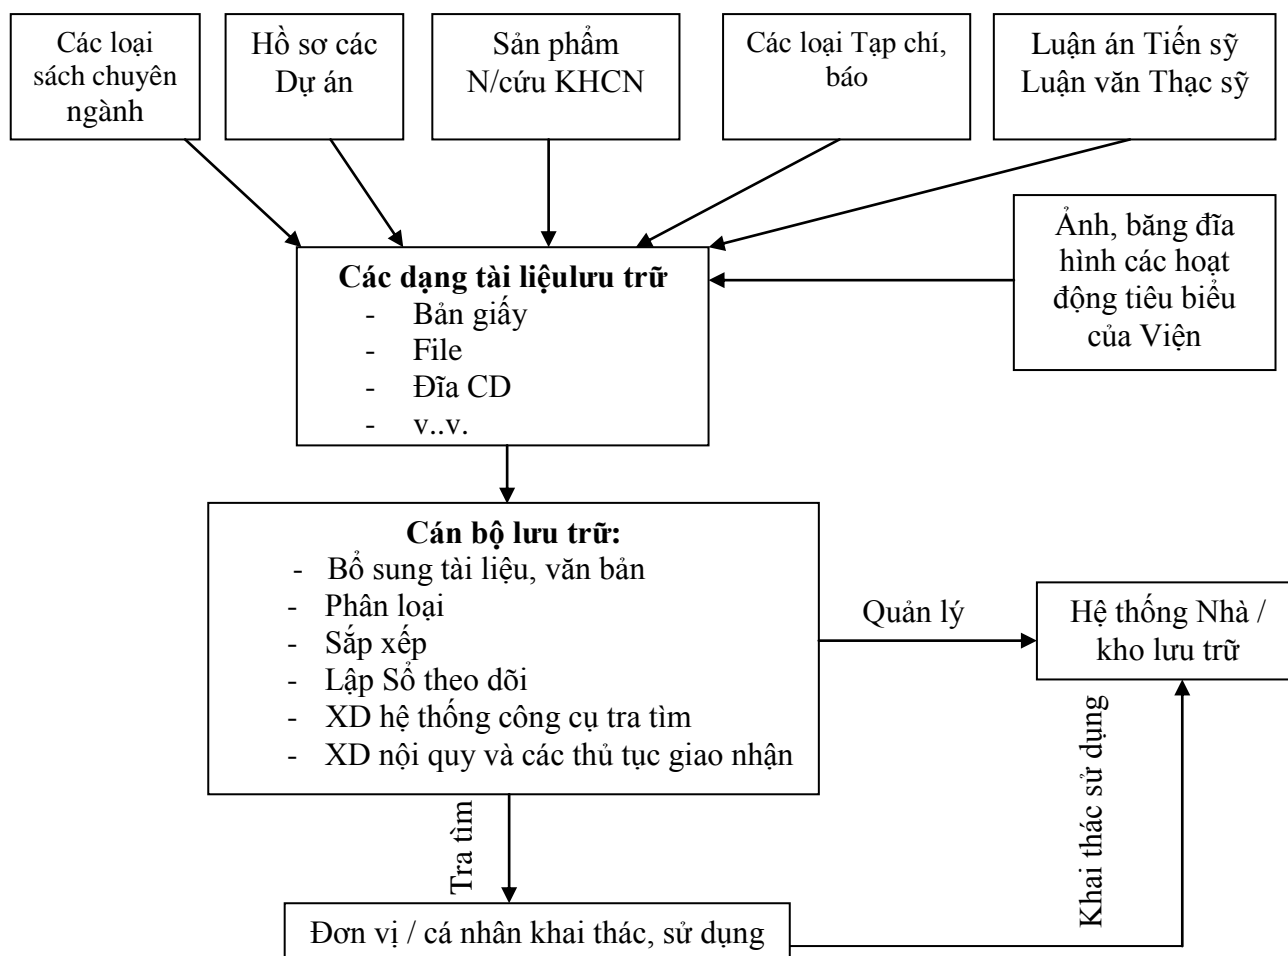 Các loại
sách chuyên
ngành
Hồ sơ các
Dự án
Sản phẩm
N/cứu KHCN
Các loại Tạp chí,
báo
Luận án Tiến sỹ
Luận văn Thạc sỹ
Ảnh, băng đĩa
hình các hoạt
động tiêu biểu
của Viện
Các dạng tài liệulưu trữ
- Bản giấy
- File
- Đĩa CD
- v..v.
Cán bộ lưu trữ:
- Bổ sung tài liệu, văn bản
- Phân loại
- Sắp xếp
- Lập Sổ theo dõi
- XD hệ thống công cụ tra tìm
- XD nội quy và các thủ tục giao nhận
Quản lý
Hệ thống Nhà /
kho lưu trữ
Tra tìm
Khai thác sử dụng
Đơn vị / cá nhân khai thác, sử dụng